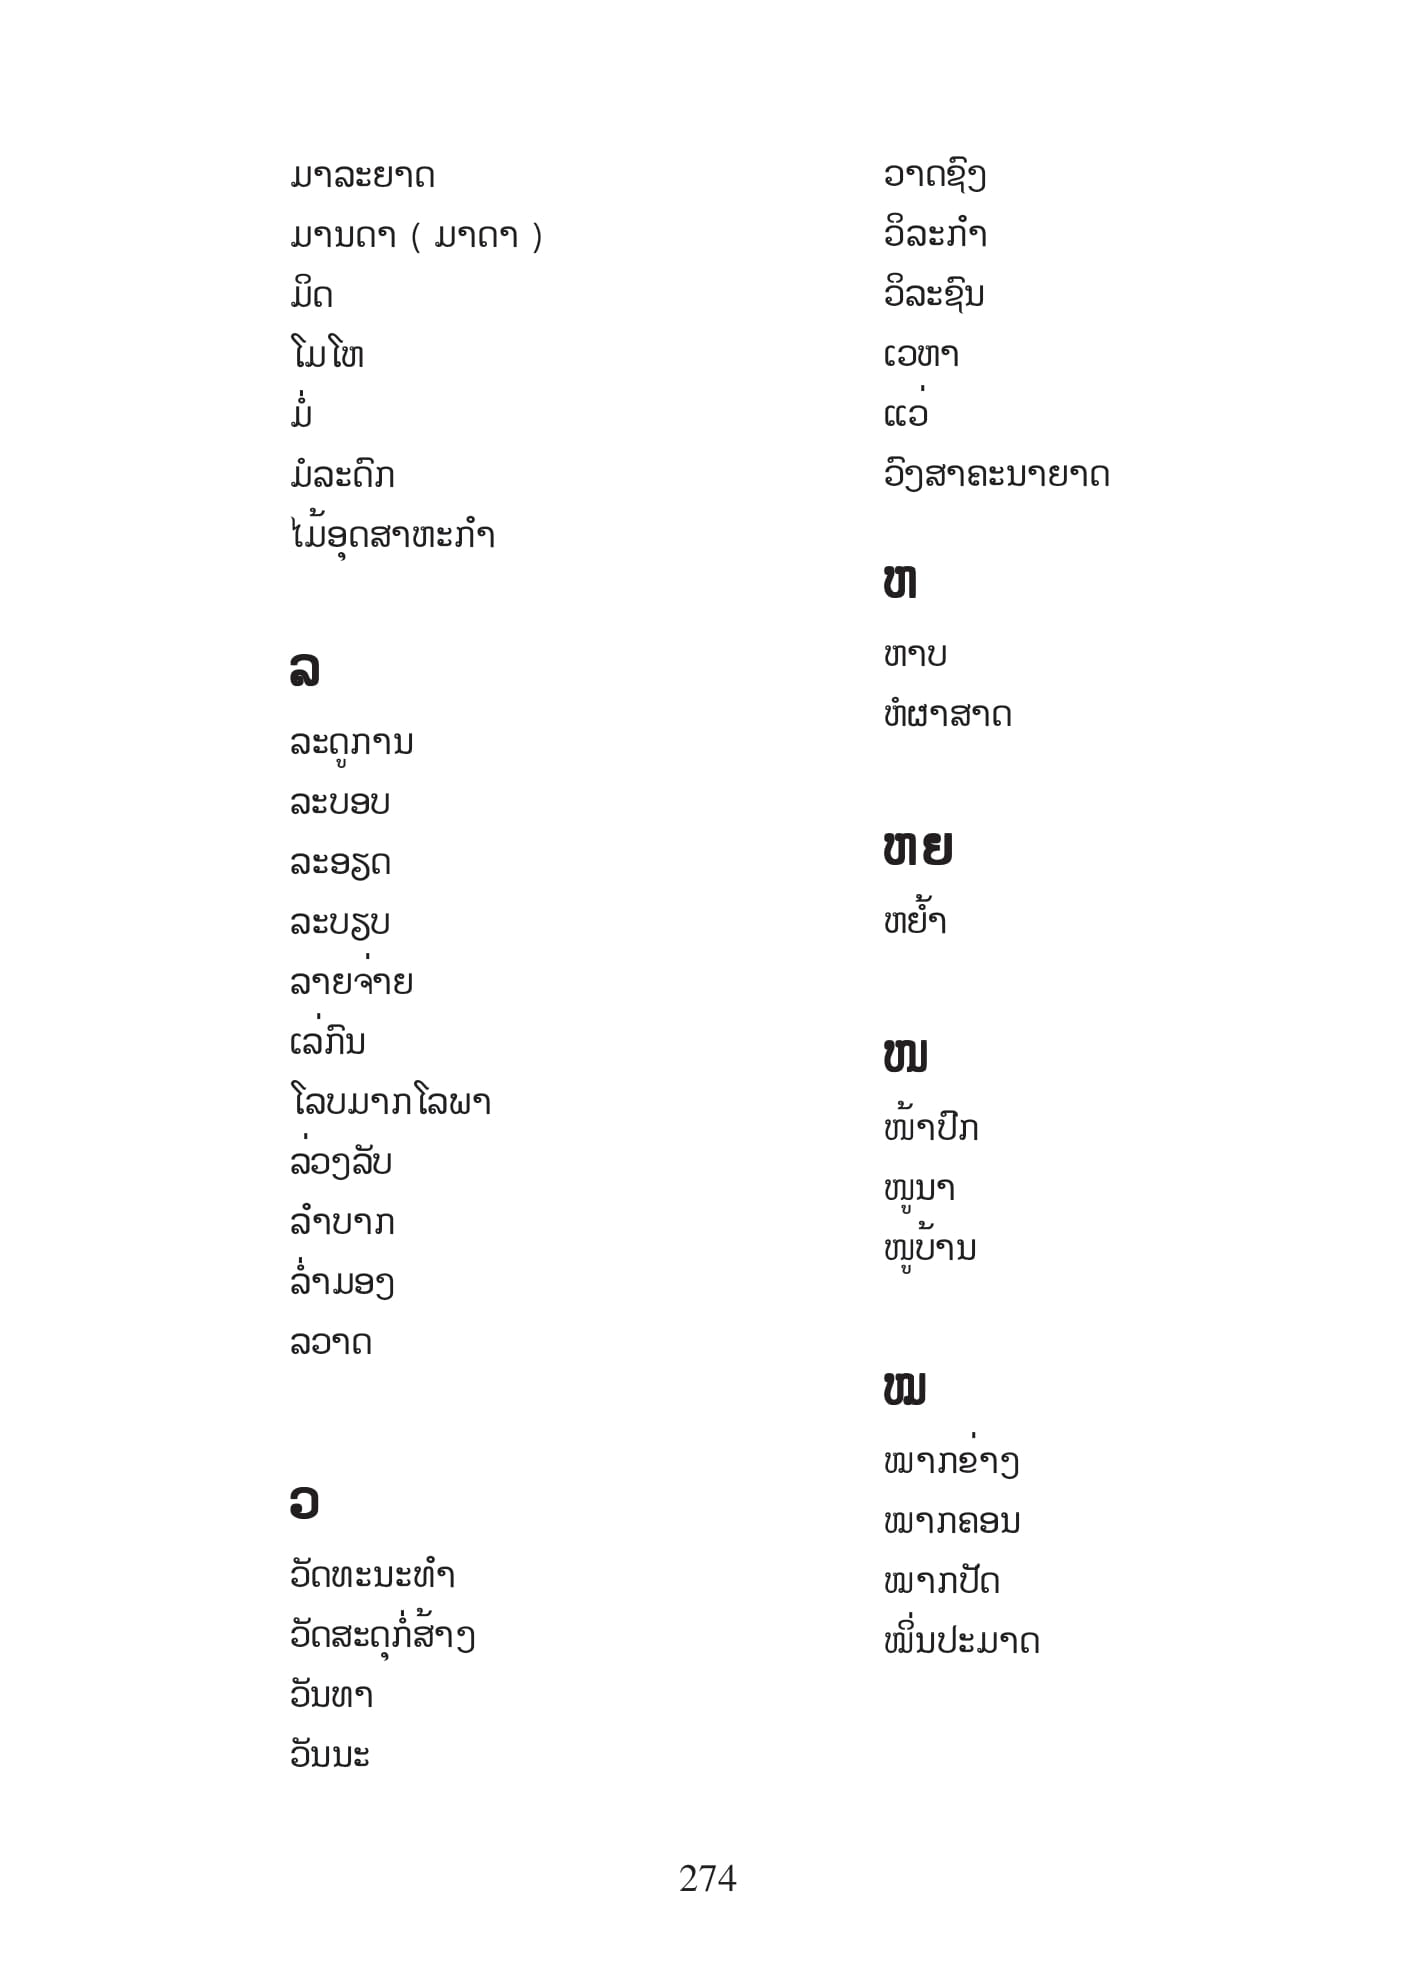 ມາລະຍາດ
ມານດາ ( ມາດາ )
ມິດ
ໂມໂຫ
ມໍ່
ມໍລະດົກ
ໄມ້ອຸດສາຫະກຳ
ລ
ລະດູການ
ລະບອບ
ລະອຽດ
ລະບຽບ
ລາຍຈ່າຍ
ເລ່ກົນ
ໂລບມາກໂລພາ
ລ່ວງລັບ
ລຳບາກ
ລ່ຳມອງ
ລວາດ
ວ
ວັດທະນະທຳ
ວັດສະດຸກໍ່ສ້າງ
ວັນທາ
ວັນນະ
ວາດຊົງ
ວິລະກຳ
ວິລະຊົນ
ເວຫາ
ແວ່
ວົງສາຄະນາຍາດ
ຫ
ຫາບ
ຫໍຜາສາດ
ຫຍ
ຫຍ້ຳ
ໜ
ໜ້າປົກ
ໜູນາ
ໜູບ້ານ
ໝ
ໝາກຂ່າງ
ໝາກຄອນ
ໝາກປັດ
ໝິ່ນປະມາດ
274